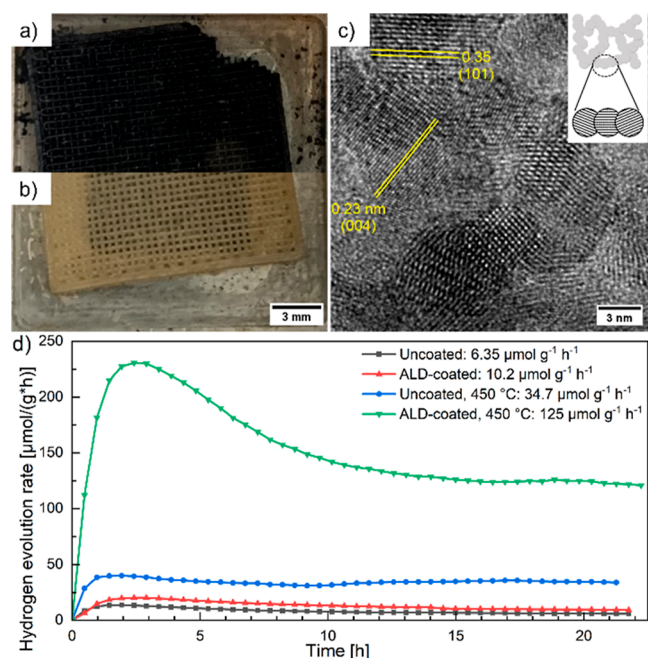 a)
b)
3 mm
c)
0.35
(101)
0.23 nm
(004)
3 nm
d)
Hydrogen evolution rate [μmol/(g*h]
250
200
150
100
50
0
Uncoated: 6.35 μmol g⁻¹ h⁻¹
ALD-coated: 10.2 μmol g⁻¹ h⁻¹
Uncoated, 450 °C: 34.7 μmol g⁻¹ h⁻¹
ALD-coated, 450 °C: 125 μmol g⁻¹ h⁻¹
0 5 10 15 20
Time [h]